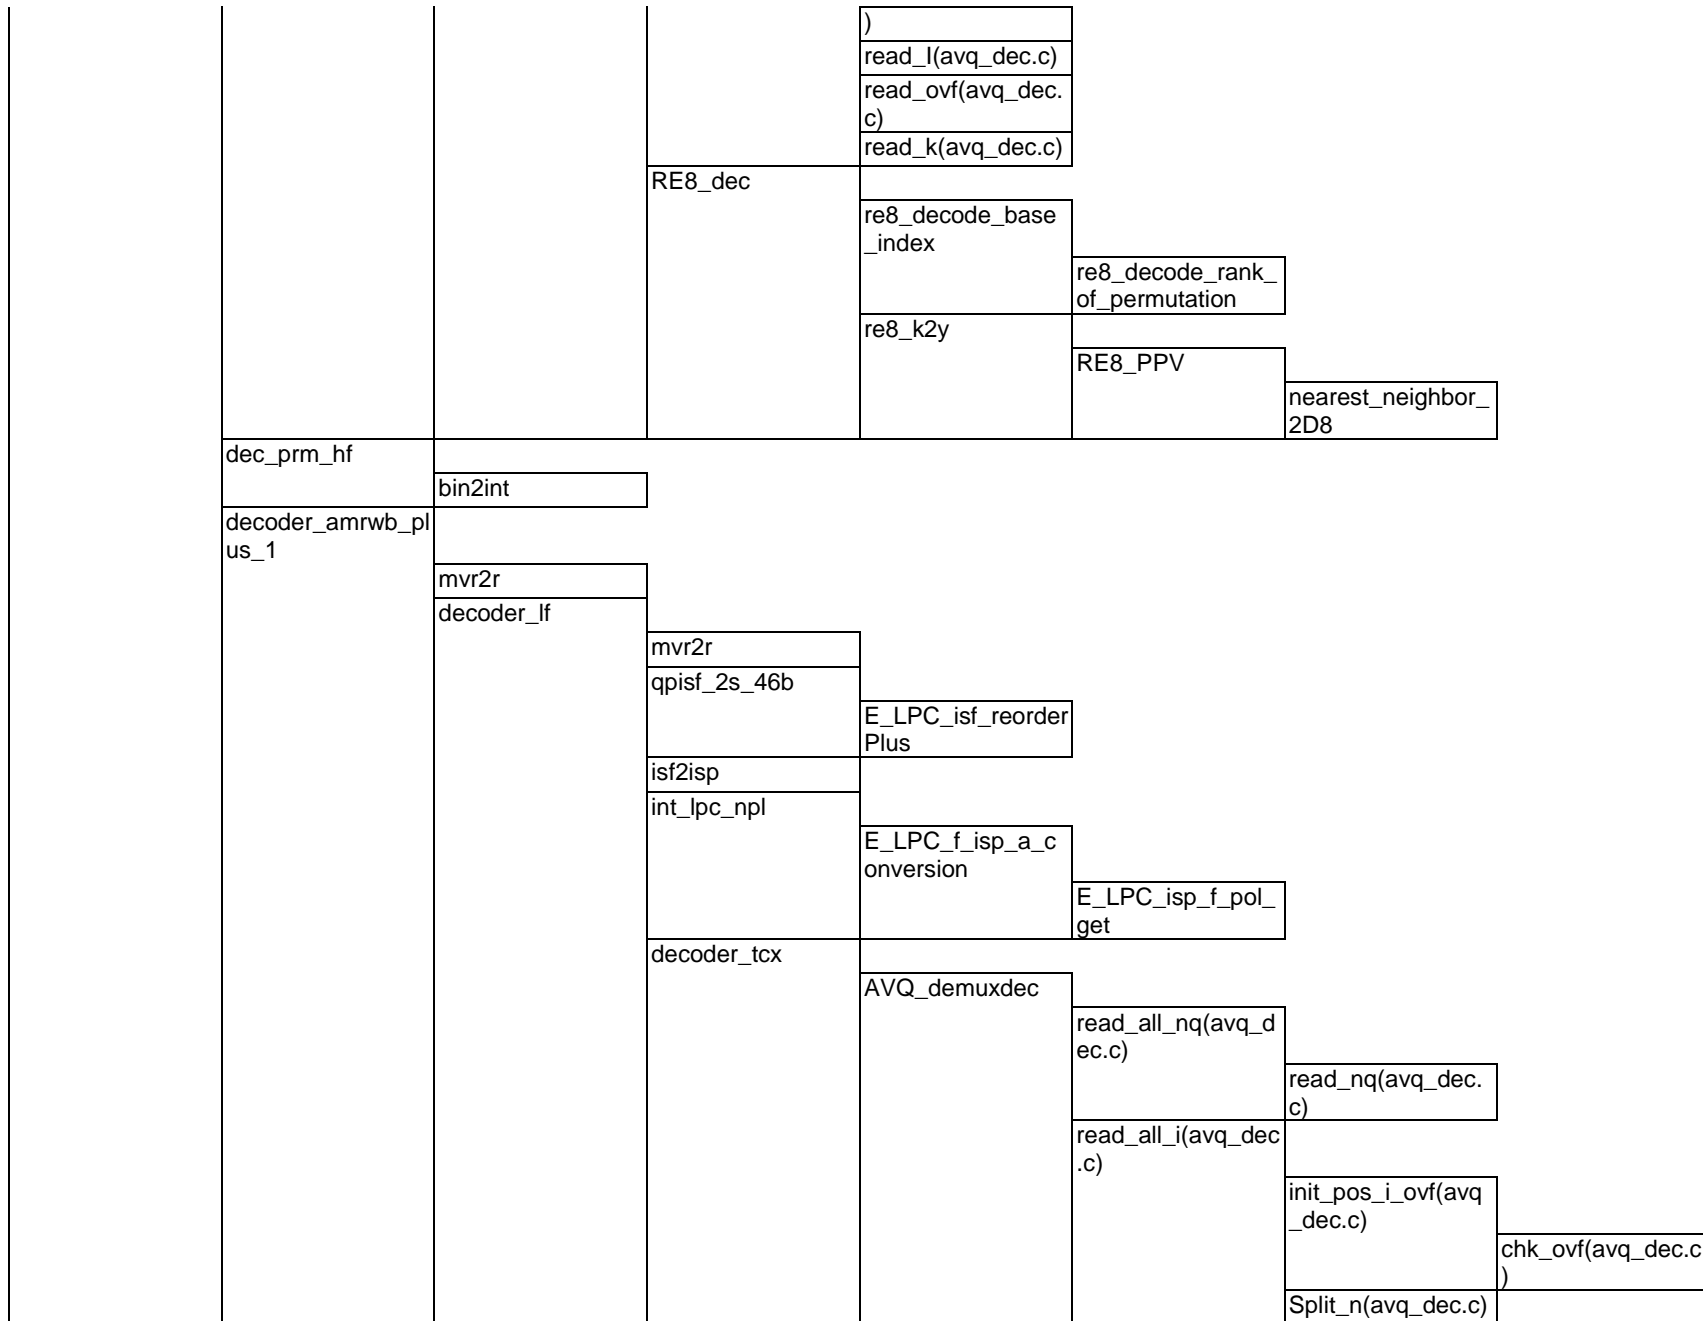 )
read_I(avq_dec.c)
read_ovf(avq_dec.
c)
read_k(avq_dec.c)
RE8_dec
re8_decode_base
_index
re8_decode_rank_
of_permutation
re8_k2y
RE8_PPV
nearest_neighbor_
2D8
dec_prm_hf
bin2int
decoder_amrwb_pl
us_1
mvr2r
decoder_lf
mvr2r
qpisf_2s_46b
E_LPC_isf_reorder
Plus
isf2isp
int_lpc_npl
E_LPC_f_isp_a_c
onversion
E_LPC_isp_f_pol_
get
decoder_tcx
AVQ_demuxdec
read_all_nq(avq_d
ec.c)
read_nq(avq_dec.
c)
read_all_i(avq_dec
.c)
init_pos_i_ovf(avq
_dec.c)
chk_ovf(avq_dec.c
)
Split_n(avq_dec.c)